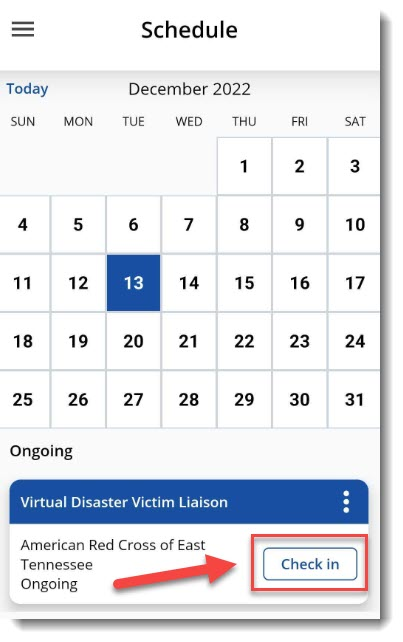 Schedule
Today December 2022
SUN MON TUE WED THU FRI SAT
1 2 3
4 5 6 7 8 9 10
11 12 13 14 15 16 17
18 19 20 21 22 23 24
25 26 27 28 29 30 31
Ongoing
Virtual Disaster Victim Liaison
American Red Cross of East
Tennessee
Ongoing
Check in